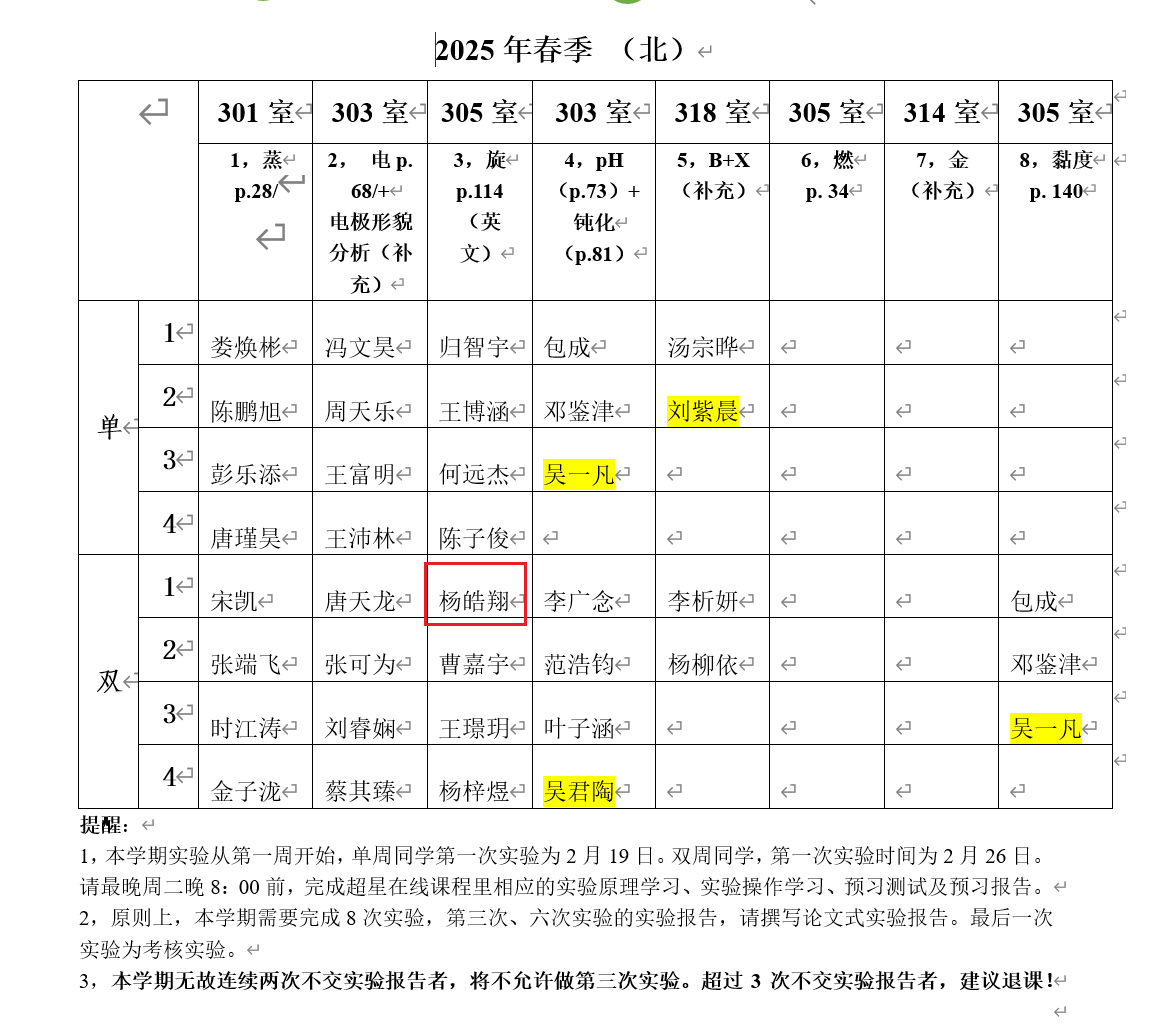 2025 年春季 （北）
301 室 303 室 305 室 303 室 318 室 305 室 314 室 305 室
1，蒸 p.28/
2， 电 p.68/+ 电极形貌分析（补充）
3，旋 p.114（英文）
4，pH（p.73）+ 钝化（p.81）
5，B+X（补充）
6，燃 p. 34
7，金（补充）
8，黏度 p. 140
单
1 娄焕彬 冯文昊 归智宇 包成 汤宗晔
2 陈鹏旭 周天乐 王博涵 邓鉴津 刘紫晨
3 彭乐添 王富明 何远杰 吴一凡
4 唐瑾昊 王沛林 陈子俊
双
1 宋凯 唐天龙 杨皓翔 李广念 李析妍 包成
2 张端飞 张可为 曹嘉宇 范浩钧 杨柳依 邓鉴津
3 时江涛 刘睿娴 王璟玥 叶子涵 吴一凡
4 金子泷 蔡其臻 杨梓煜 吴君陶
提醒：
1，本学期实验从第一周开始，单周同学第一次实验为 2 月 19 日。双周同学，第一次实验时间为 2 月 26 日。
请最晚周二晚 8：00 前，完成超星在线课程里相应的实验原理学习、实验操作学习、预习测试及预习报告。
2，原则上，本学期需要完成 8 次实验，第三次、六次实验的实验报告，请撰写论文式实验报告。最后一次
实验为考核实验。
3，本学期无故连续两次不交实验报告者，将不允许做第三次实验。超过 3 次不交实验报告者，建议退课！